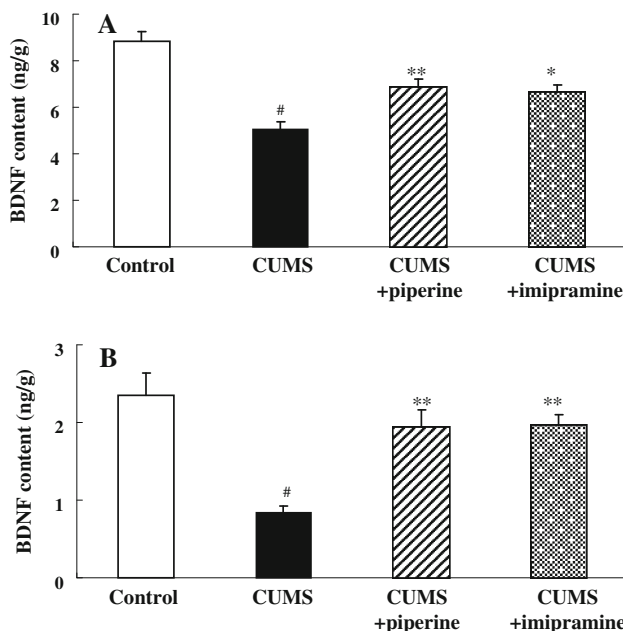 A
BDNF content (ng/g)
10
8
6
4
2
0
#
**
*
Control
CUMS
CUMS
+piperine
CUMS
+imipramine
B
BDNF content (ng/g)
3
2
1
0
#
**
**
Control
CUMS
CUMS
+piperine
CUMS
+imipramine